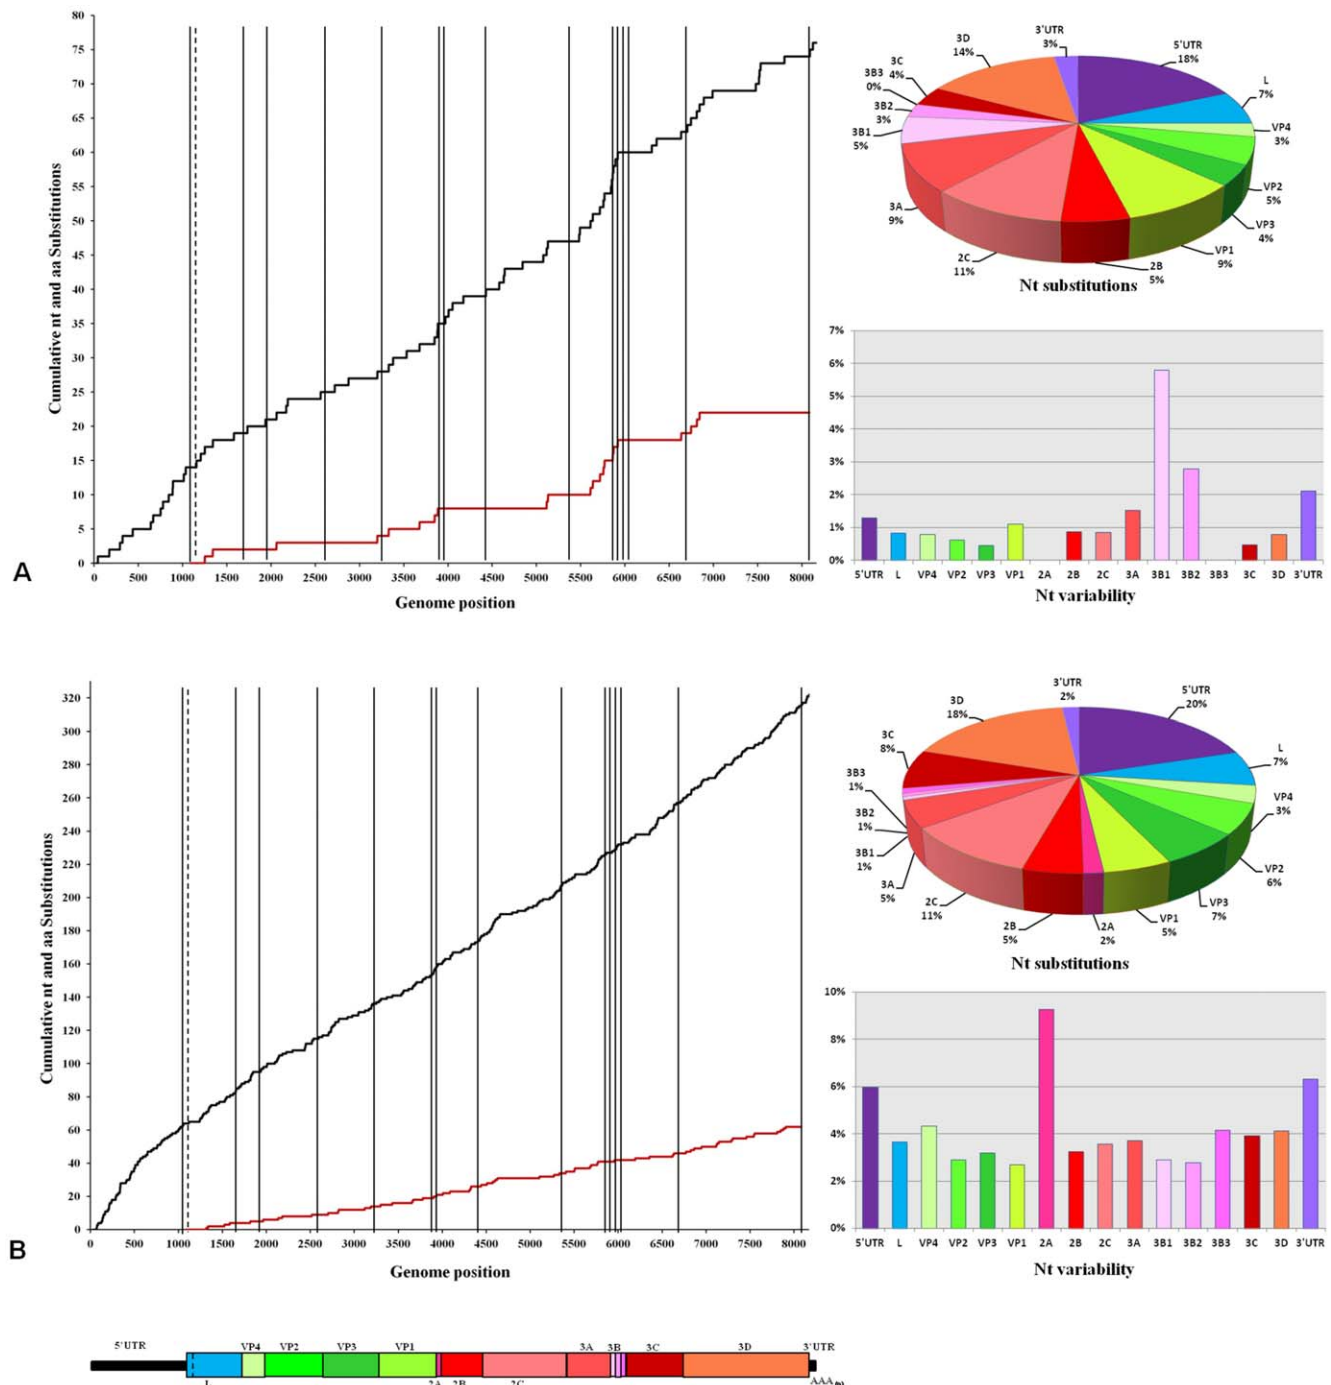 80
75
70
65
60
55
50
45
40
35
30
25
20
15
10
5
0
Cumulative nt and aa Substitutions
0 500 1000 1500 2000 2500 3000 3500 4000 4500 5000 5500 6000 6500 7000 7500 8000
Genome position
A
3'UTR
3%
5'UTR
18%
L
7%
VP4
3%
VP2
5%
VP3
4%
VP1
9%
2B
5%
2C
11%
3A
9%
3B1
5%
3B2
3%
3B3
0%
3C
4%
3D
14%
Nt substitutions
7%
6%
5%
4%
3%
2%
1%
0%
5'UTR L VP4 VP2 VP3 VP1 2A 2B 2C 3A 3B1 3B2 3B3 3C 3D 3'UTR
Nt variability
320
300
280
260
240
220
200
180
160
140
120
100
80
60
40
20
0
Cumulative nt and aa Substitutions
0 500 1000 1500 2000 2500 3000 3500 4000 4500 5000 5500 6000 6500 7000 7500 8000
Genome position
B
3'UTR
2%
5'UTR
20%
L
7%
VP4
3%
VP2
6%
VP3
7%
VP1
5%
2A
2%
2B
5%
2C
11%
3A
5%
3B1
1%
3B2
1%
3B3
1%
3C
8%
3D
18%
Nt substitutions
10%
8%
6%
4%
2%
0%
5'UTR L VP4 VP2 VP3 VP1 2A 2B 2C 3A 3B1 3B2 3B3 3C 3D 3'UTR
Nt variability
5'UTR VP4 VP2 VP3 VP1 3A 3B 3C 3D 3'UTR
L 2A 2B 2C AAA(n)